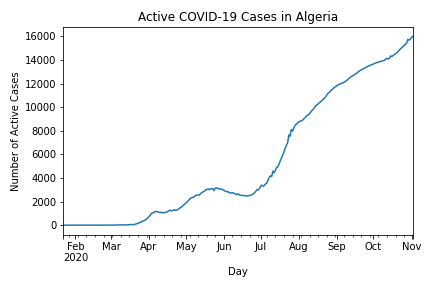 Active COVID-19 Cases in Algeria
Number of Active Cases
16000
14000
12000
10000
8000
6000
4000
2000
0
Feb Mar Apr May Jun Jul Aug Sep Oct Nov
2020
Day